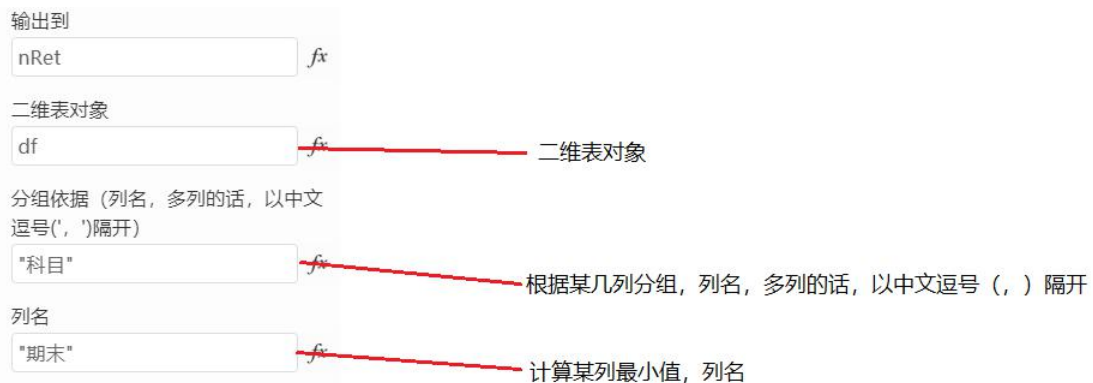 输出到
nRet fx
二维表对象
df fx
二维表对象
分组依据（列名，多列的话，以中文
逗号('，')隔开）
"科目" fx
根据某几列分组，列名，多列的话，以中文逗号（，）隔开
列名
"期末" fx
计算某列最小值，列名